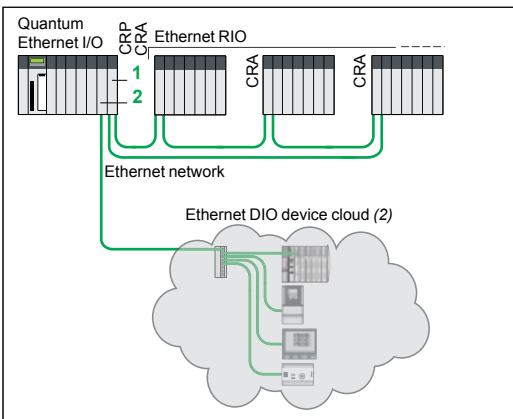 Quantum
Ethernet I/O
CRP
CRA
Ethernet RIO
1
2
CRA
CRA
Ethernet network
Ethernet DIO device cloud (2)